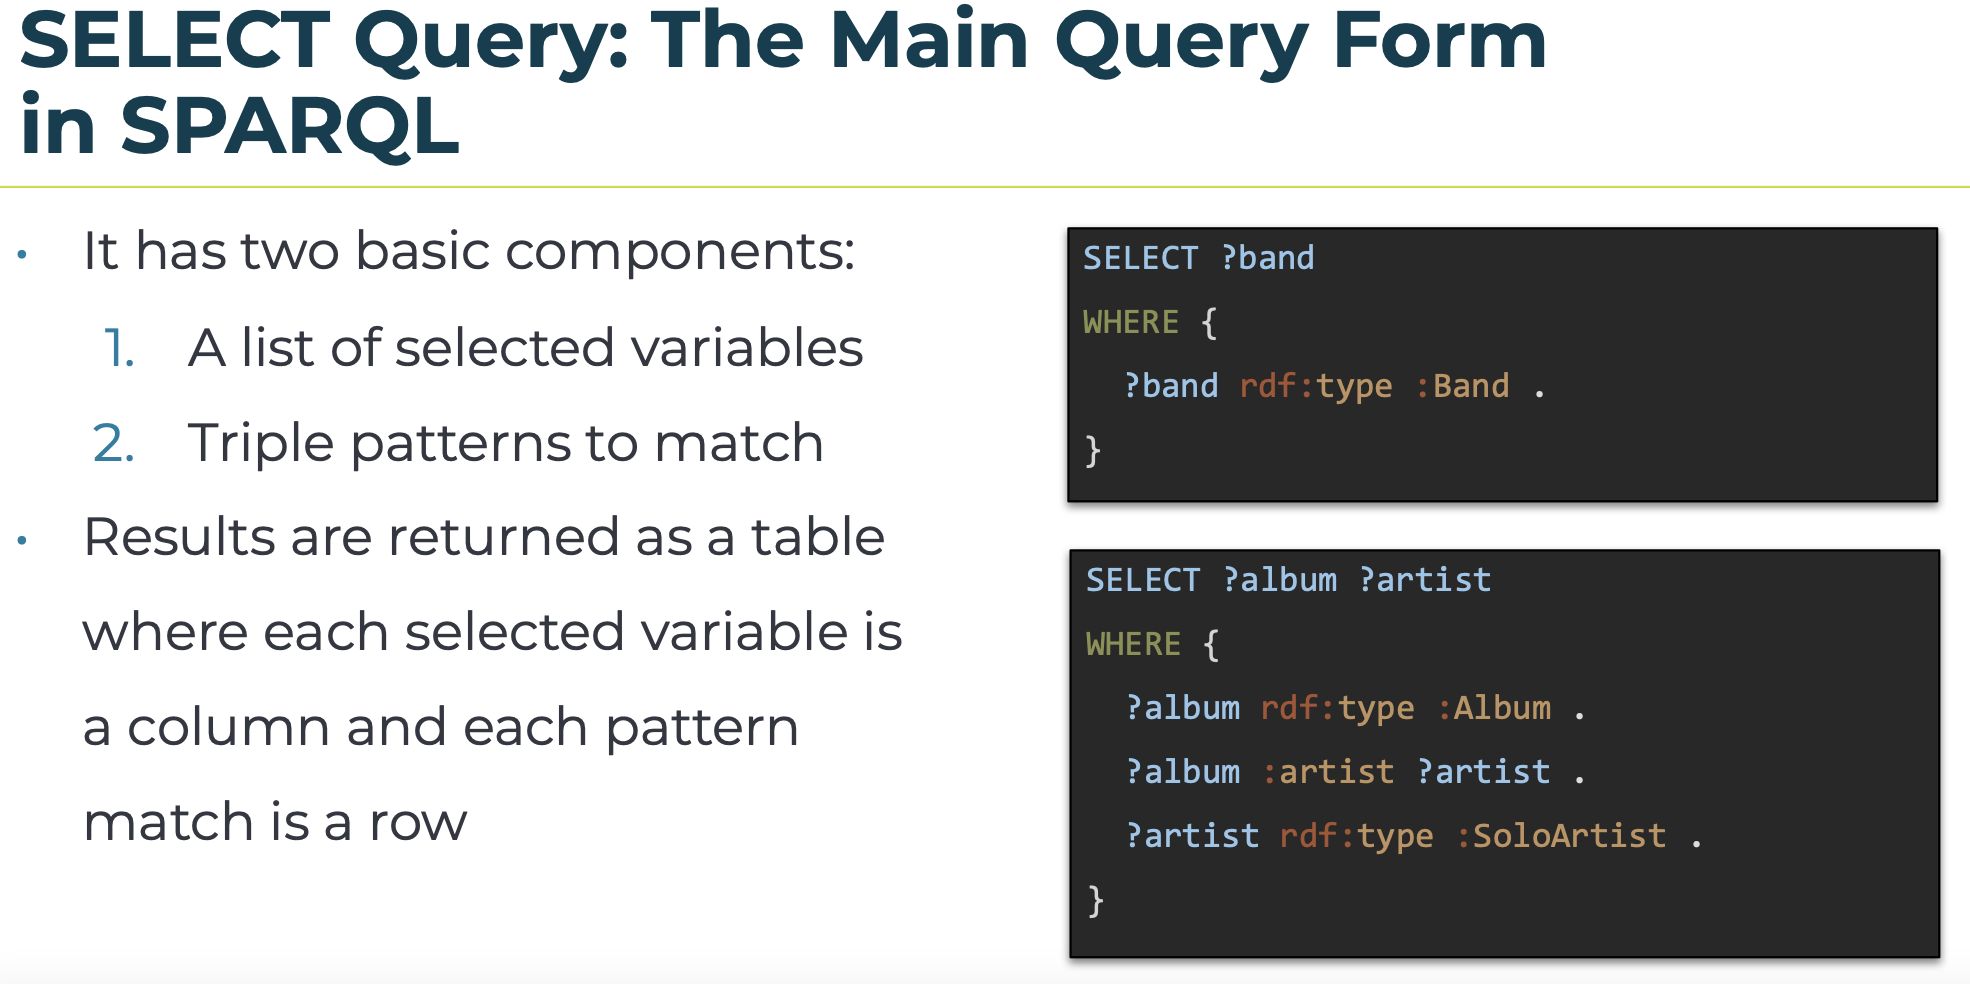 SELECT Query: The Main Query Form
in SPARQL
• It has two basic components:
1. A list of selected variables
2. Triple patterns to match
• Results are returned as a table
where each selected variable is
a column and each pattern
match is a row
SELECT ?band
WHERE {
?band rdf:type :Band .
}
SELECT ?album ?artist
WHERE {
?album rdf:type :Album .
?album :artist ?artist .
?artist rdf:type :SoloArtist .
}